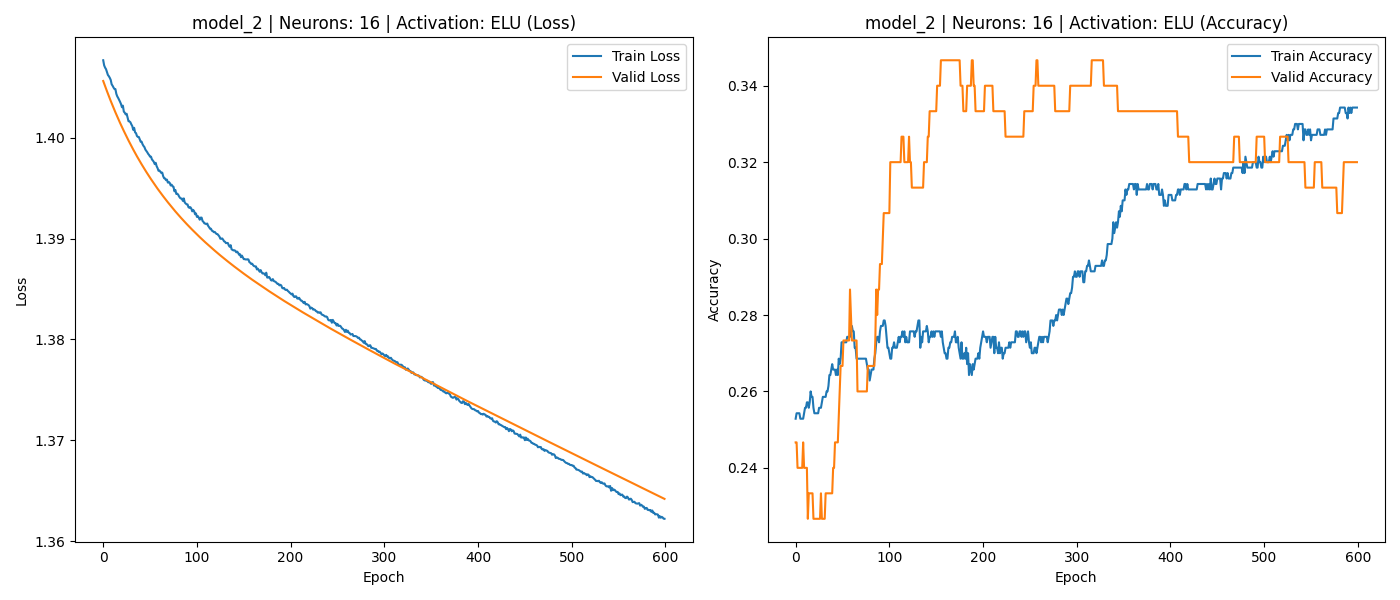 model_2 | Neurons: 16 | Activation: ELU (Loss)
Train Loss
Valid Loss
Loss
1.40
1.39
1.38
1.37
1.36
0 100 200 300 400 500 600
Epoch
model_2 | Neurons: 16 | Activation: ELU (Accuracy)
Train Accuracy
Valid Accuracy
Accuracy
0.34
0.32
0.30
0.28
0.26
0.24
0 100 200 300 400 500 600
Epoch